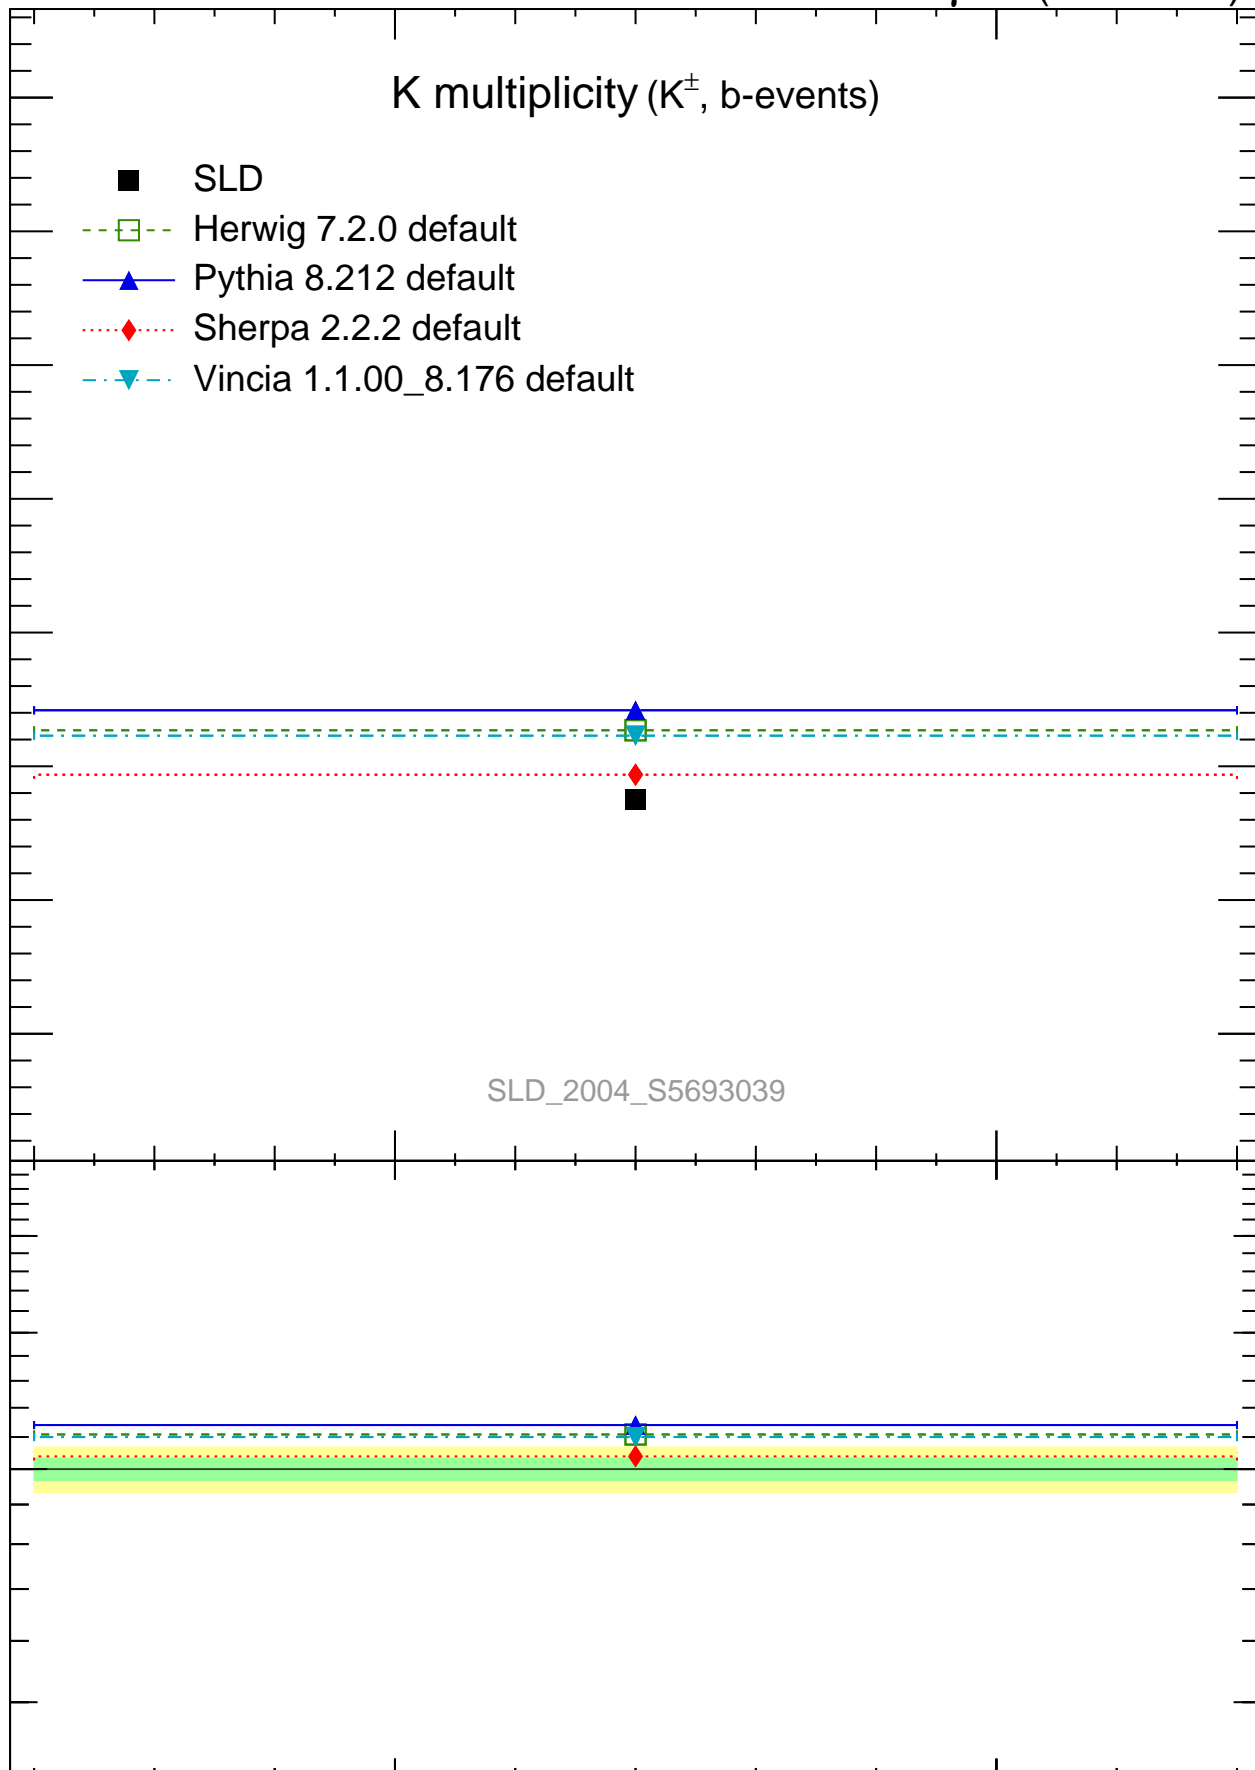 K multiplicity (K±, b-events)
SLD
Herwig 7.2.0 default
Pythia 8.212 default
Sherpa 2.2.2 default
Vincia 1.1.00_8.176 default
SLD_2004_S5693039